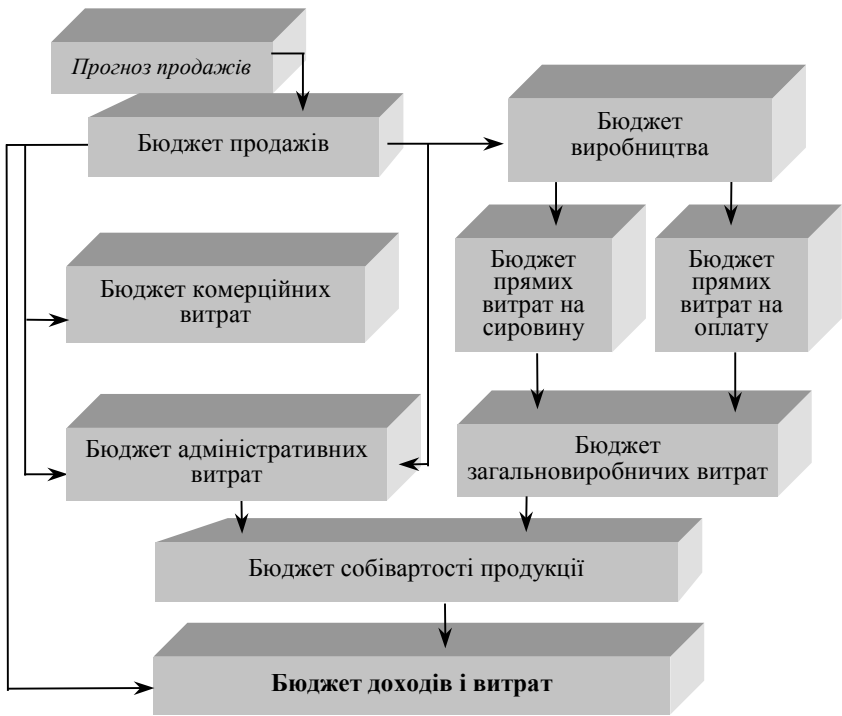 Прогноз продажів
Бюджет продажів
Бюджет
виробництва
Бюджет комерційних
витрат
Бюджет
прямих
витрат на
сировину
Бюджет
прямих
витрат на
оплату
Бюджет адміністративних
витрат
Бюджет
загальновиробничих витрат
Бюджет собівартості продукції
Бюджет доходів і витрат